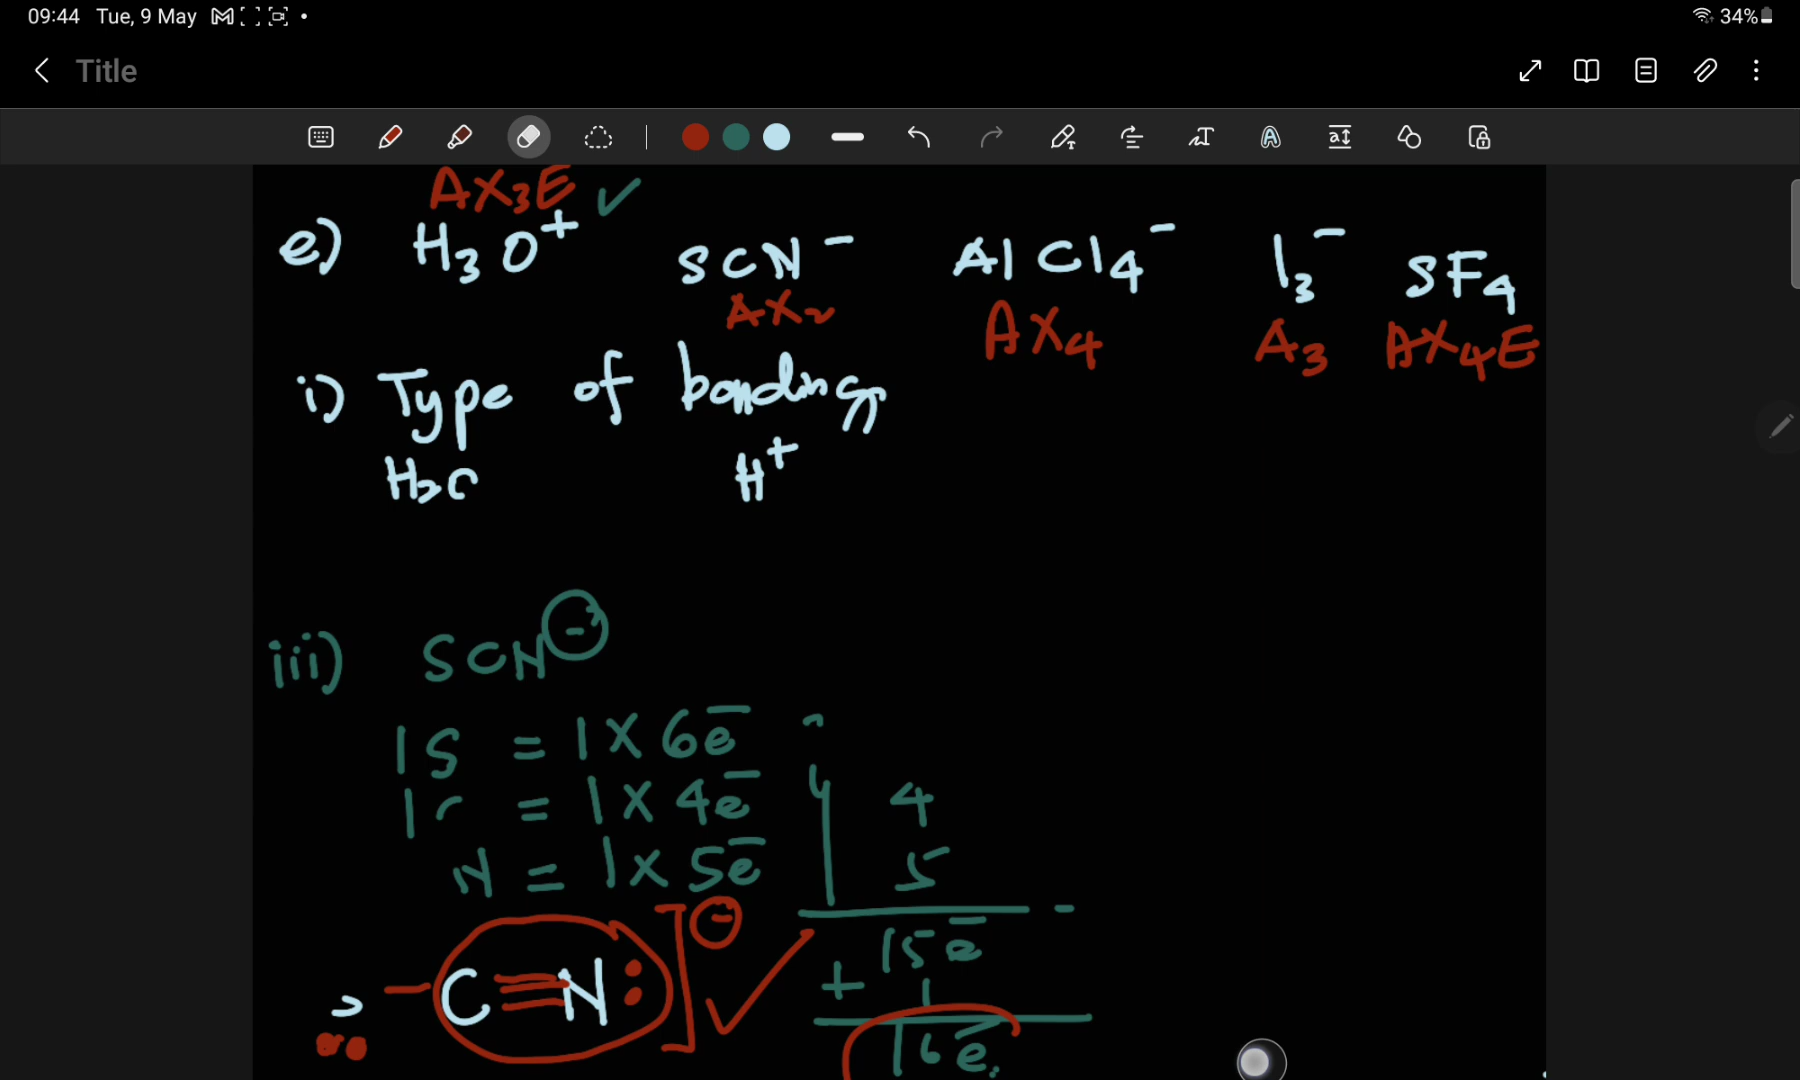 09:44 Tue, 9 May
34%
Title
AX₃E ✓
e) H₃O⁺ SCN⁻ AlCl₄⁻ I₃⁻ SF₄
AX₂ AX₄ A₃ AX₄E
i) Type of bonding
H⁺
iii) SCN⁻
1S = 1 × 6e̅
1C = 1 × 4e̅ 4
N = 1 × 5e̅ 5
15e̅
+ 1
− C≡N: ]⁻ ✓ 16e̅